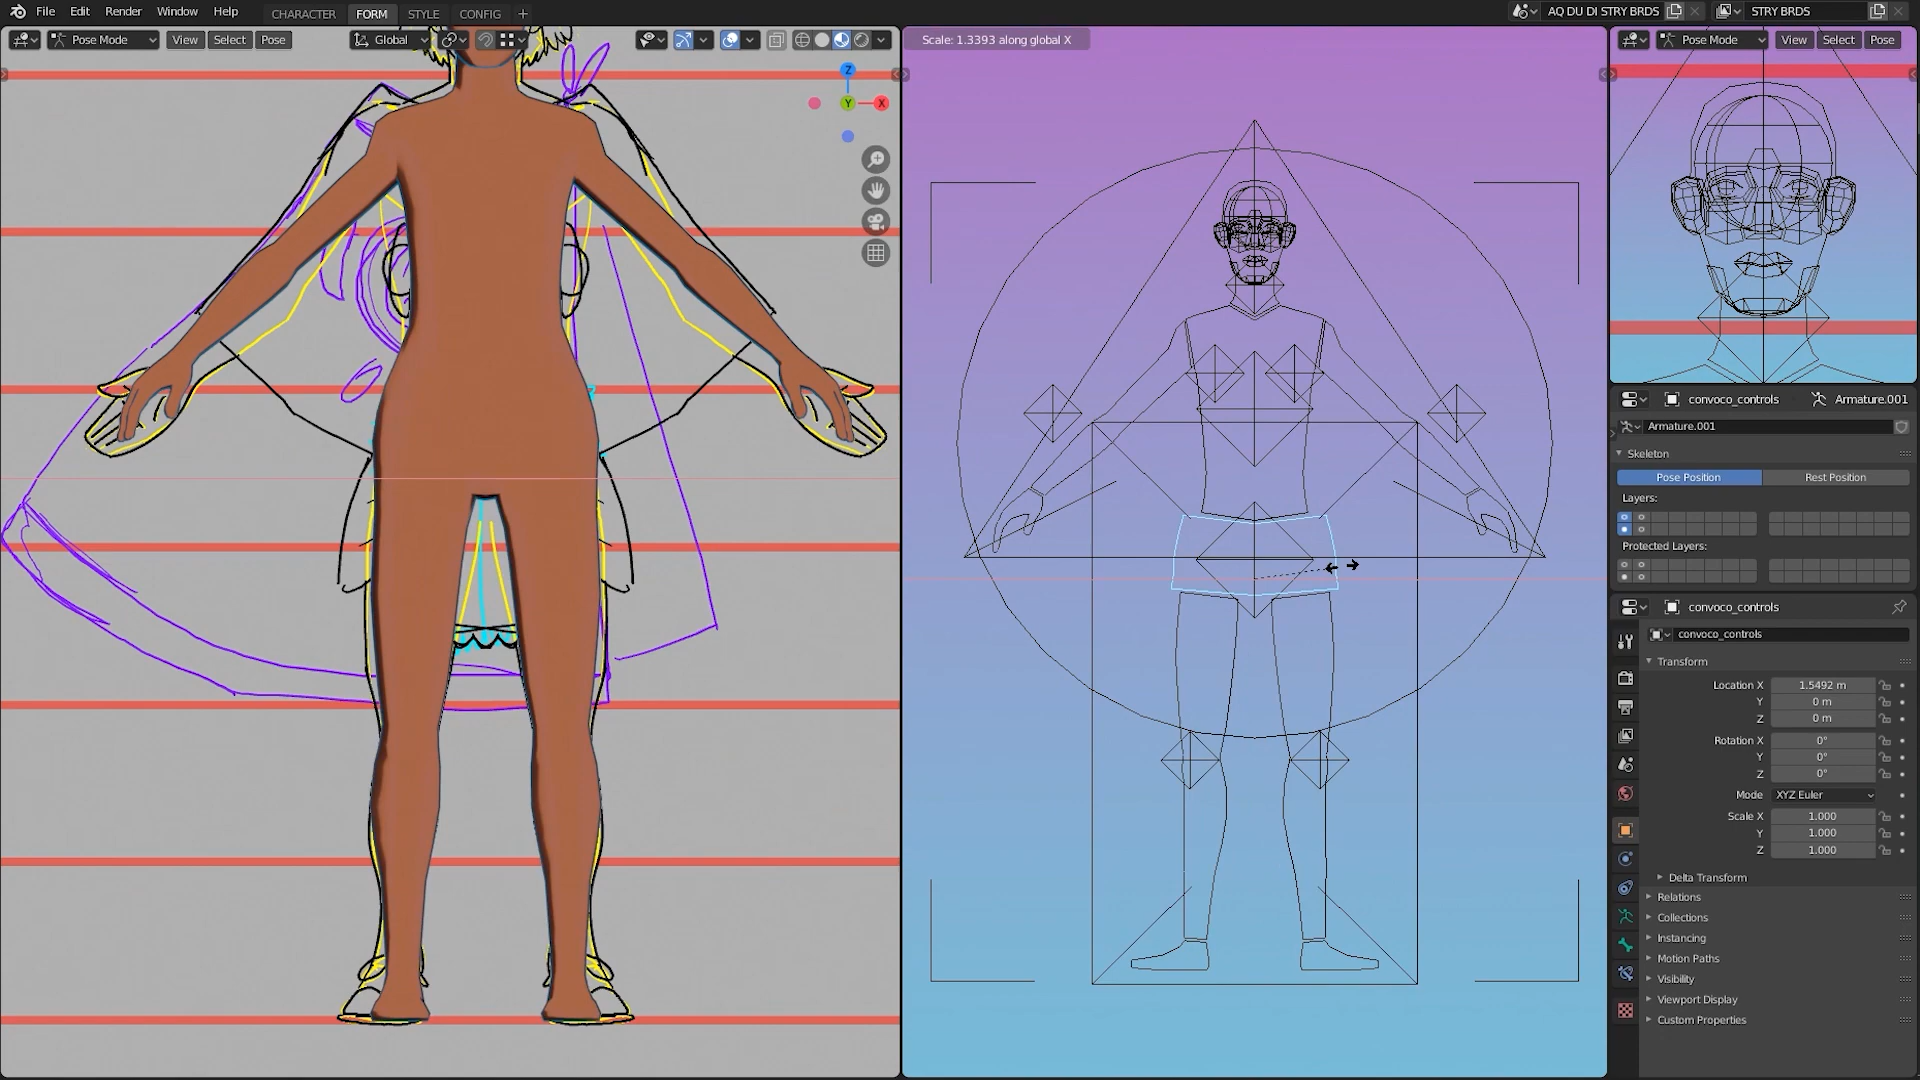 File Edit Render Window Help CHARACTER FORM STYLE CONFIG + AQ DU DI STRY BRDS STRY BRDS
Pose Mode View Select Pose Global
Scale: 1.3393 along global X
Pose Mode View Select Pose
Z
Y X
convoco_controls Armature.001
Armature.001
Skeleton
Pose Position Rest Position
Layers:
Protected Layers:
convoco_controls
convoco_controls
Transform
Location X 1.5492 m
Y 0 m
Z 0 m
Rotation X 0°
Y 0°
Z 0°
Mode XYZ Euler
Scale X 1.000
Y 1.000
Z 1.000
Delta Transform
Relations
Collections
Instancing
Motion Paths
Visibility
Viewport Display
Custom Properties